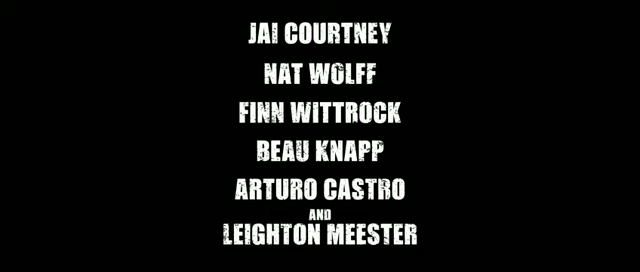 JAI COURTNEY
NAT WOLFF
FINN WITTROCK
BEAU KNAPP
ARTURO CASTRO
AND
LEIGHTON MEESTER